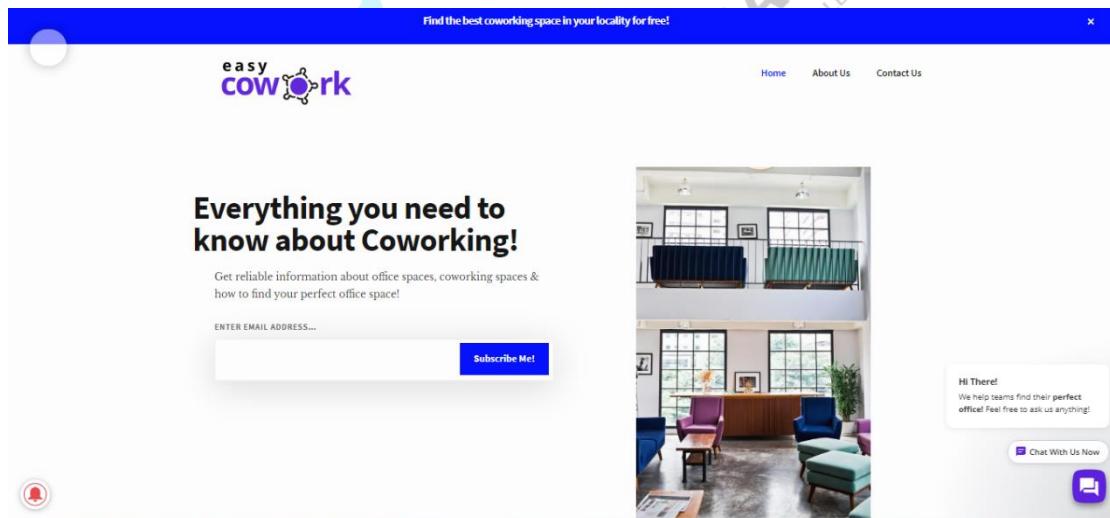 Find the best coworking space in your locality for free!
×
easy
cowork
Home About Us Contact Us
Everything you need to
know about Coworking!
Get reliable information about office spaces, coworking spaces &
how to find your perfect office space!
ENTER EMAIL ADDRESS...
Subscribe Me!
Hi There!
We help teams find their perfect
office! Feel free to ask us anything!
Chat With Us Now